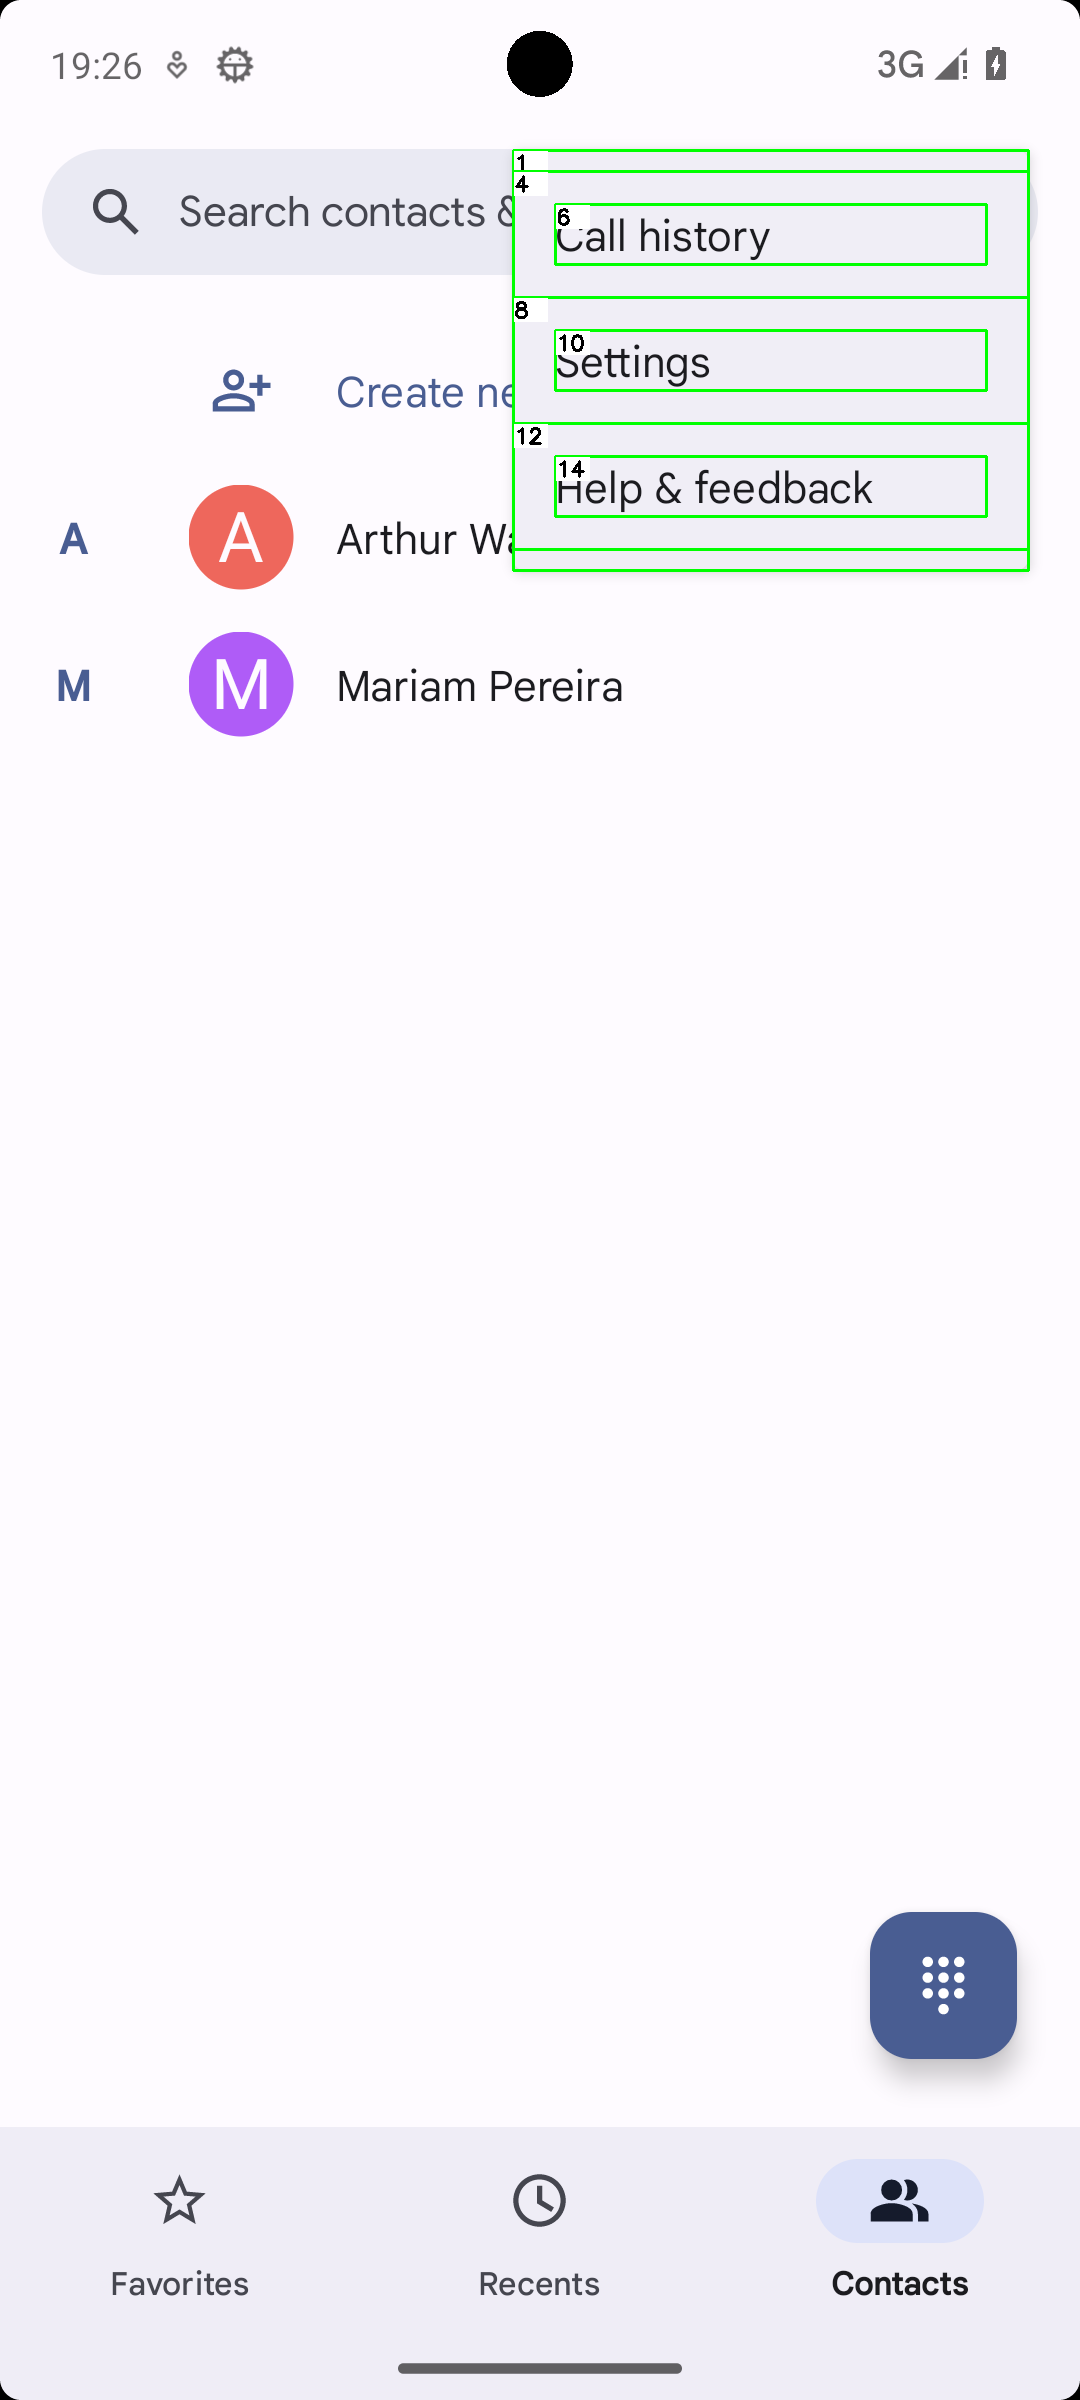 19:26
3G
Search contacts &
1
4
6
Call history
8
10
Settings
Create ne
12
14
Help & feedback
A
A
Arthur Wa
M
M
Mariam Pereira
Favorites
Recents
Contacts